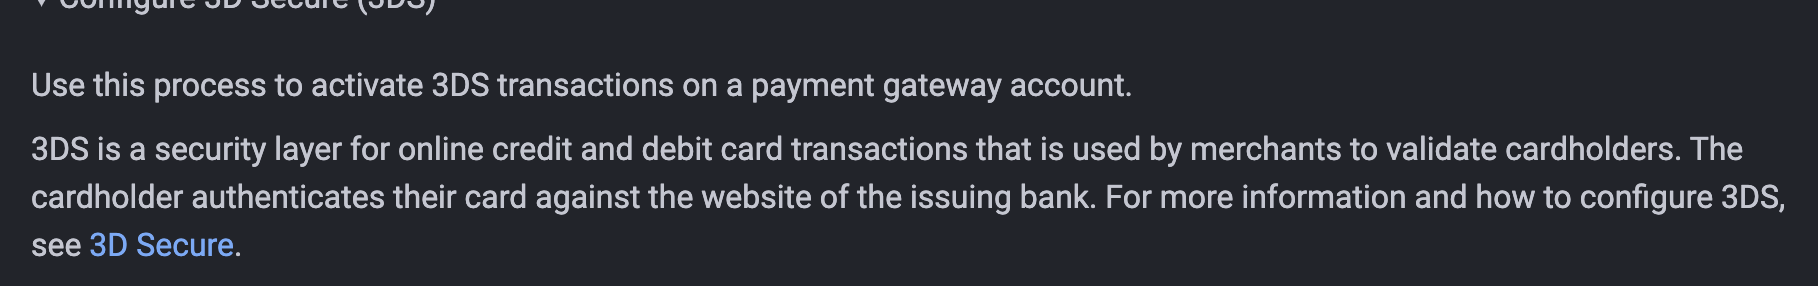 Configure 3D Secure (3DS)
Use this process to activate 3DS transactions on a payment gateway account.
3DS is a security layer for online credit and debit card transactions that is used by merchants to validate cardholders. The
cardholder authenticates their card against the website of the issuing bank. For more information and how to configure 3DS,
see 3D Secure.